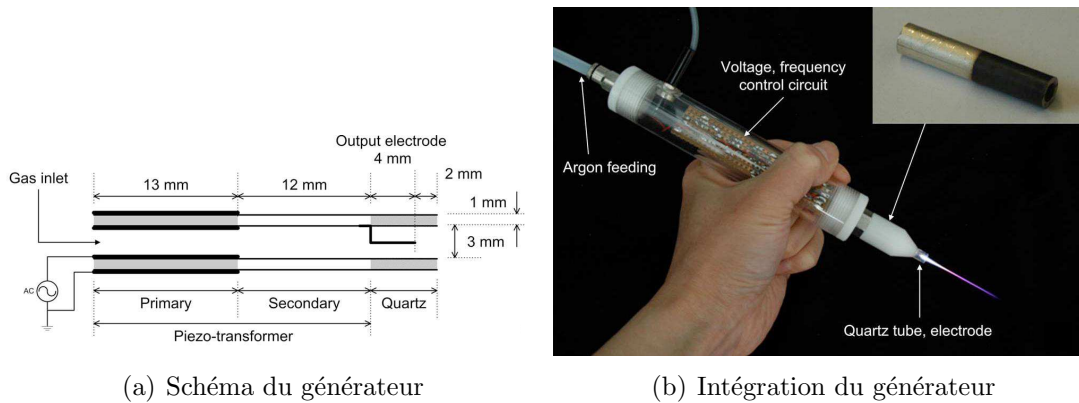 Output electrode
4 mm
2 mm
Gas inlet
13 mm
12 mm
1 mm
3 mm
AC
Primary
Secondary
Quartz
Piezo-transformer
(a) Schéma du générateur
Voltage, frequency
control circuit
Argon feeding
Quartz tube, electrode
(b) Intégration du générateur